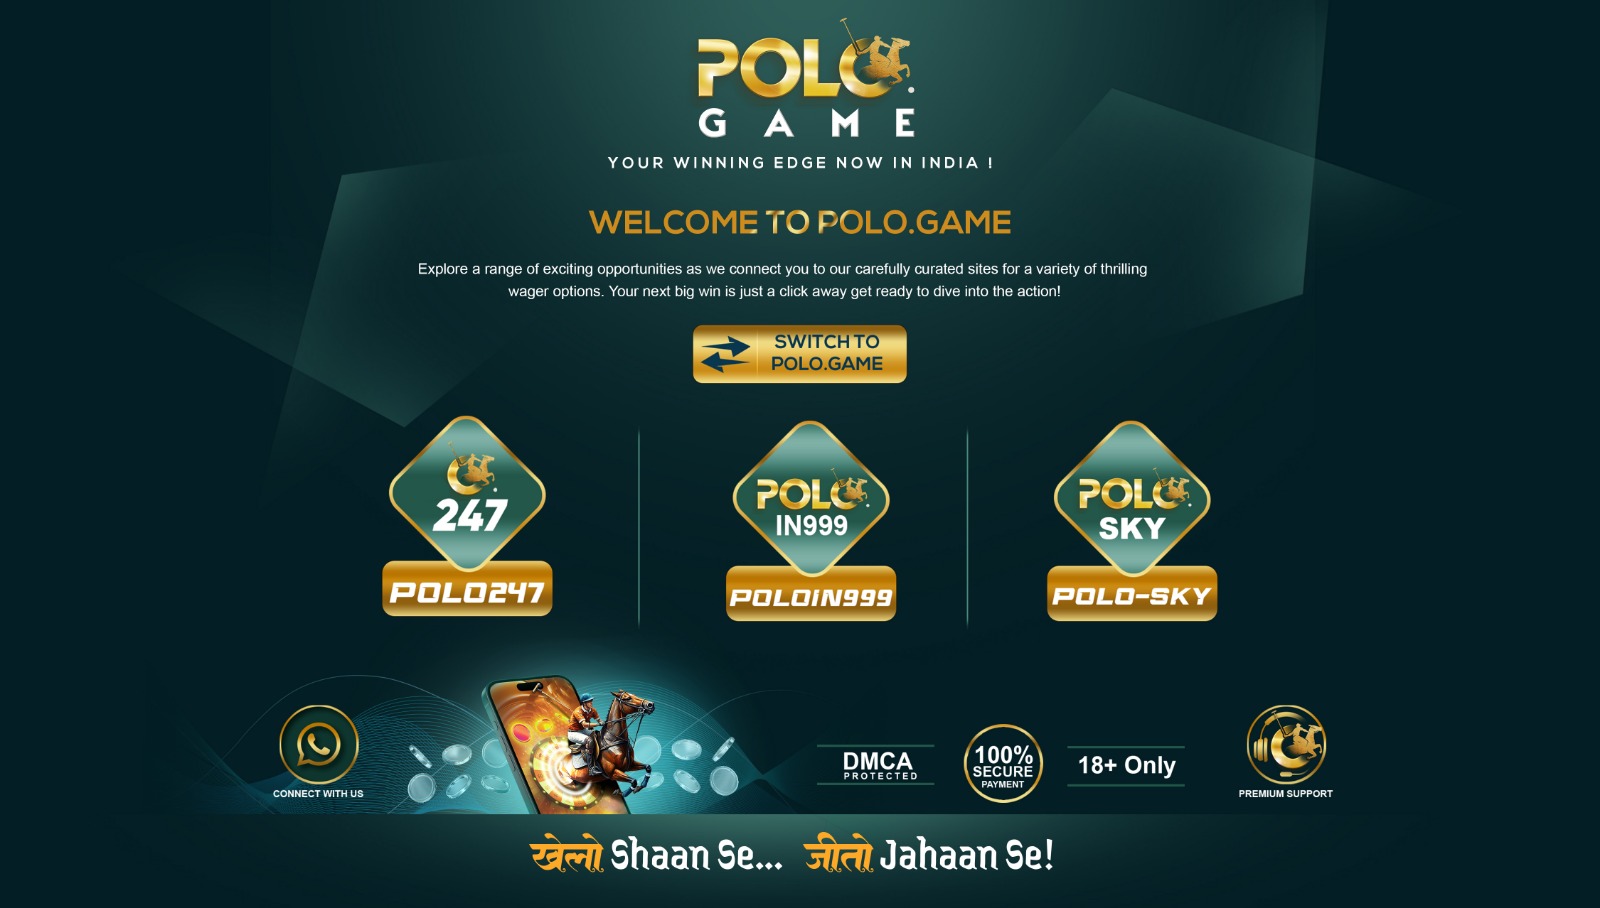 POLO.
GAME
YOUR WINNING EDGE NOW IN INDIA !
WELCOME TO POLO.GAME
Explore a range of exciting opportunities as we connect you to our carefully curated sites for a variety of thrilling
wager options. Your next big win is just a click away get ready to dive into the action!
SWITCH TO
POLO.GAME
247
POLO247
POLO.
IN999
POLOIN999
POLO.
SKY
POLO-SKY
CONNECT WITH US
DMCA
PROTECTED
100%
SECURE
PAYMENT
18+ Only
PREMIUM SUPPORT
खेलो Shaan Se... जीतो Jahaan Se!